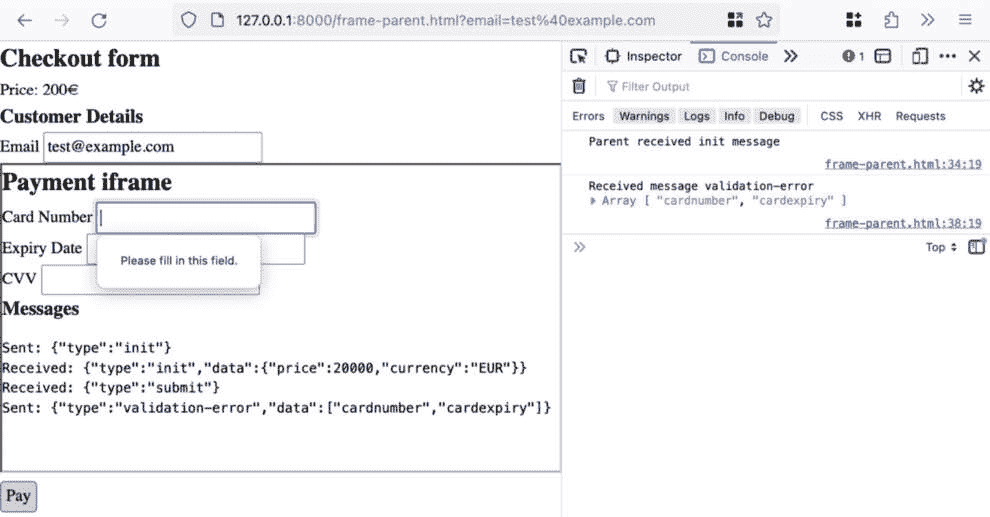 127.0.0.1:8000/frame-parent.html?email=test%40example.com
Checkout form
Price: 200€
Customer Details
Email test@example.com
Payment iframe
Card Number
Expiry Date
Please fill in this field.
CVV
Messages
Sent: {"type":"init"}
Received: {"type":"init","data":{"price":20000,"currency":"EUR"}}
Received: {"type":"submit"}
Sent: {"type":"validation-error","data":["cardnumber","cardexpiry"]}
Pay
Inspector Console 1
Filter Output
Errors Warnings Logs Info Debug CSS XHR Requests
Parent received init message
frame-parent.html:34:19
Received message validation-error
Array [ "cardnumber", "cardexpiry" ]
frame-parent.html:38:19
Top